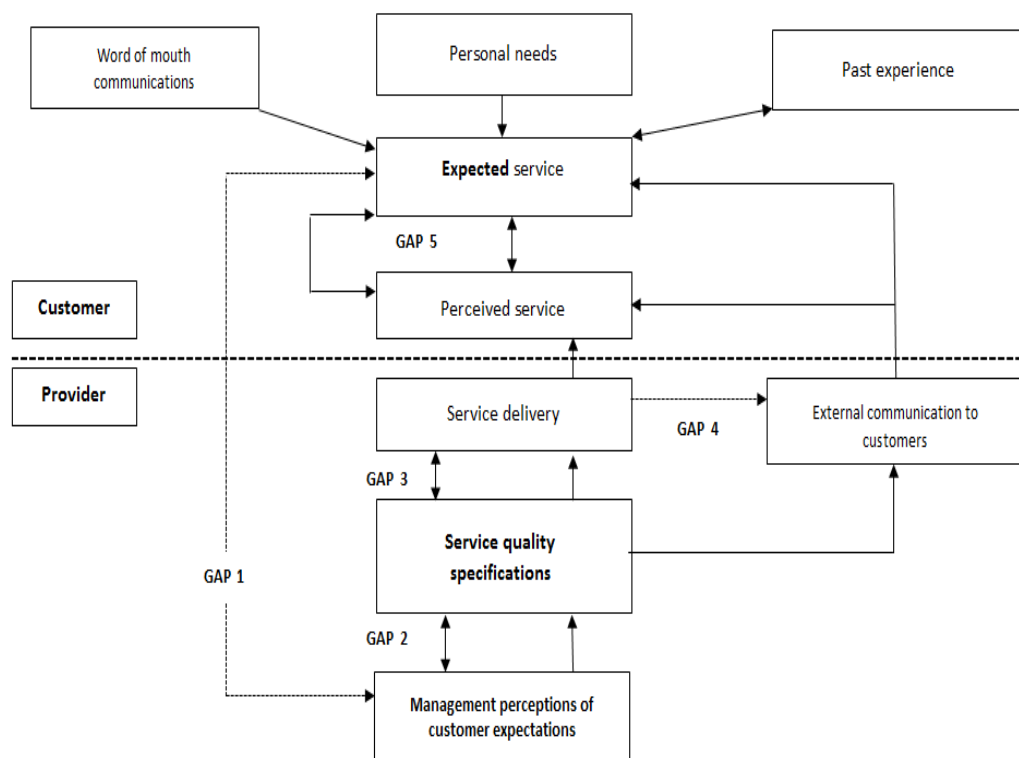 Word of mouth
communications
Personal needs
Past experience
Expected service
GAP 5
Perceived service
Customer
Provider
Service delivery
GAP 4
External communication to
customers
GAP 3
Service quality
specifications
GAP 1
GAP 2
Management perceptions of
customer expectations